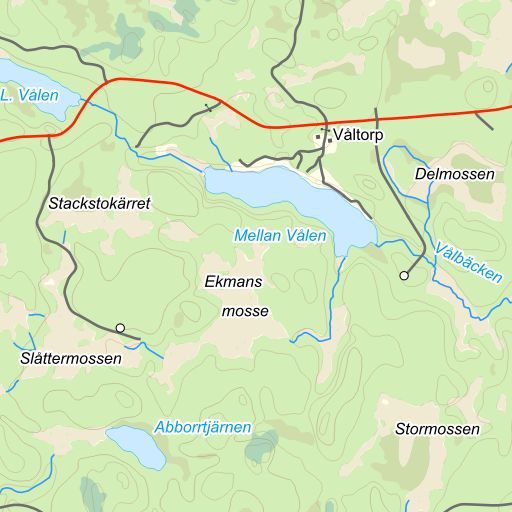 L. Vålen
Våltorp
Delmossen
Stackstokärret
Mellan Vålen
Vålbäcken
Ekmans
mosse
Slåttermossen
Abborrtjärnen
Stormossen